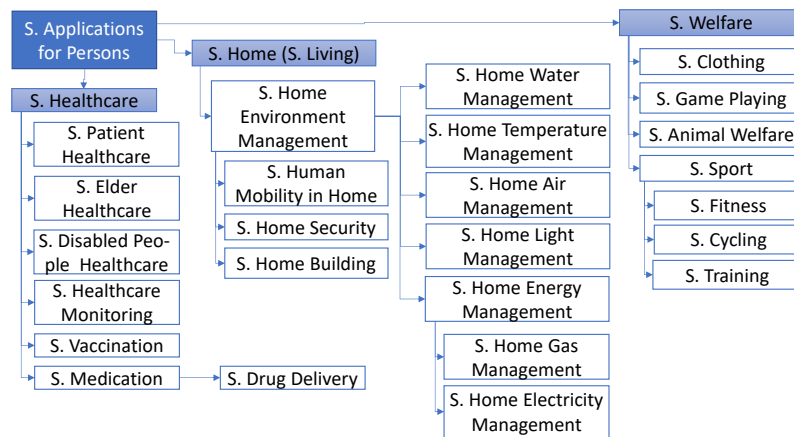 S. Applications
for Persons
S. Healthcare
S. Patient
Healthcare
S. Elder
Healthcare
S. Disabled Peo-
ple Healthcare
S. Healthcare
Monitoring
S. Vaccination
S. Medication
S. Drug Delivery
S. Home (S. Living)
S. Home
Environment
Management
S. Human
Mobility in Home
S. Home Security
S. Home Building
S. Home Water
Management
S. Home Temperature
Management
S. Home Air
Management
S. Home Light
Management
S. Home Energy
Management
S. Home Gas
Management
S. Home Electricity
Management
S. Welfare
S. Clothing
S. Game Playing
S. Animal Welfare
S. Sport
S. Fitness
S. Cycling
S. Training